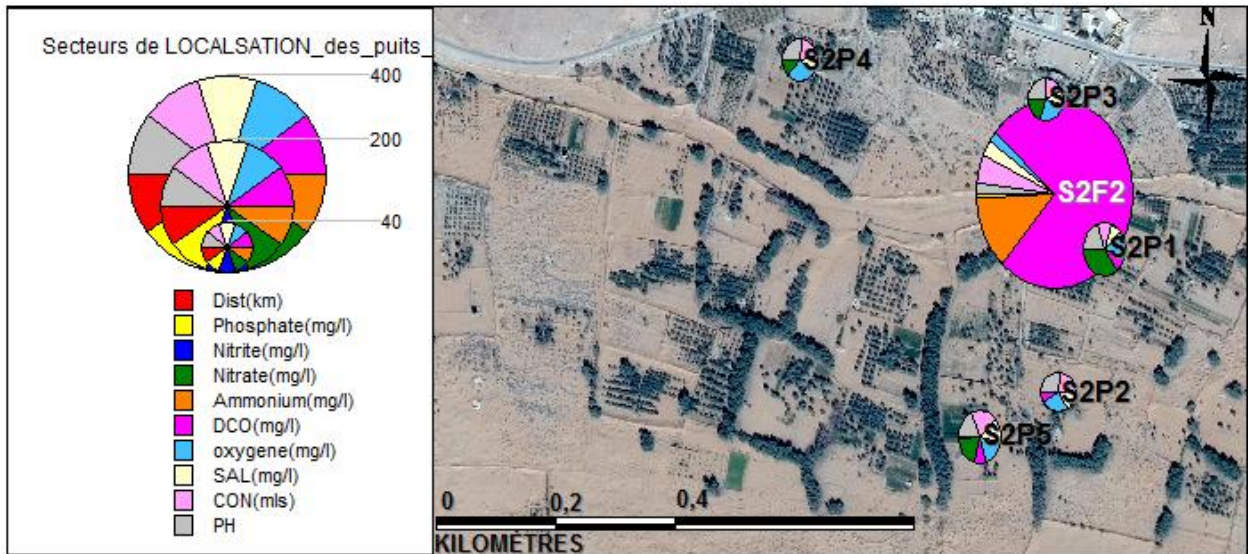 Secteurs de LOCALSATION_des_puits_
400
200
40
Dist(km)
Phosphate(mg/l)
Nitrite(mg/l)
Nitrate(mg/l)
Ammonium(mg/l)
DCO(mg/l)
oxygene(mg/l)
SAL(mg/l)
CON(mls)
PH
N
S2P4
S2P3
S2F2
S2P1
S2P2
S2P5
0 0,2 0,4
KILOMÈTRES